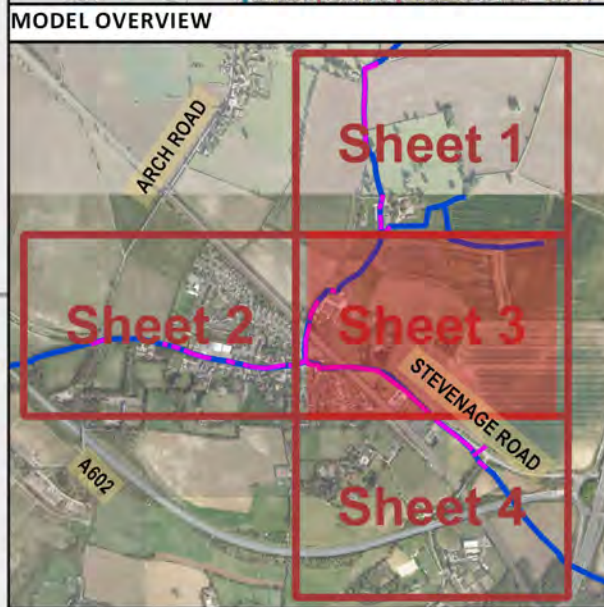 MODEL OVERVIEW
ARCH ROAD
Sheet 1
Sheet 2
Sheet 3
STEVENAGE ROAD
A602
Sheet 4